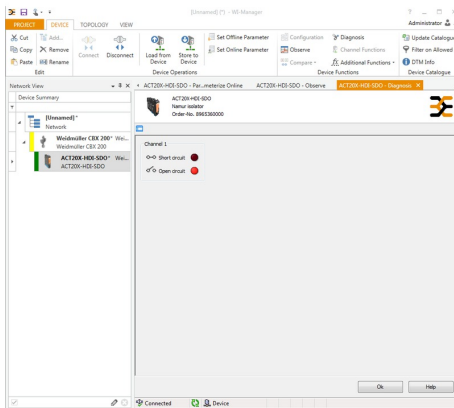 [Unnamed] (*) - WI-Manager
PROJECT DEVICE TOPOLOGY VIEW Administrator
Cut Add...
Copy Remove
Paste Rename
Edit
Connect Disconnect
Load from Device Store to Device
Set Offline Parameter
Set Online Parameter
Device Operations
Configuration Diagnosis
Observe Channel Functions
Compare Additional Functions
Device Functions
Update Catalogue
Filter on Allowed
DTM Info
Device Catalogue
Network View
ACT20X-HDI-SDO - Par...meterize Online ACT20X-HDI-SDO - Observe ACT20X-HDI-SDO - Diagnosis
Device Summary
[Unnamed]*
Network
Weidmüller CBX 200* Wei...
Weidmüller CBX 200
ACT20X-HDI-SDO* Wei...
ACT20X-HDI-SDO
ACT20X-HDI-SDO
Namur isolator
Order-No. 8965360000
Channel 1
Short circuit
Open circuit
Ok Help
Connected Device